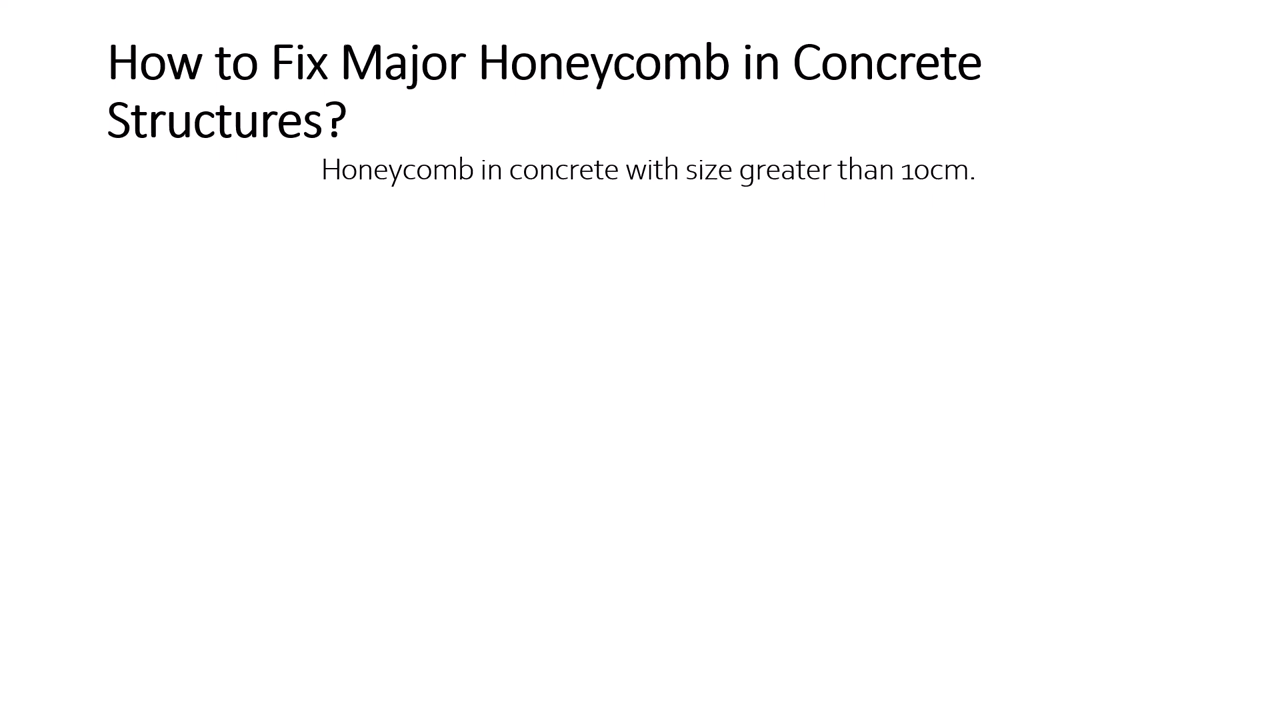 How to Fix Major Honeycomb in Concrete
Structures?
Honeycomb in concrete with size greater than 10cm.